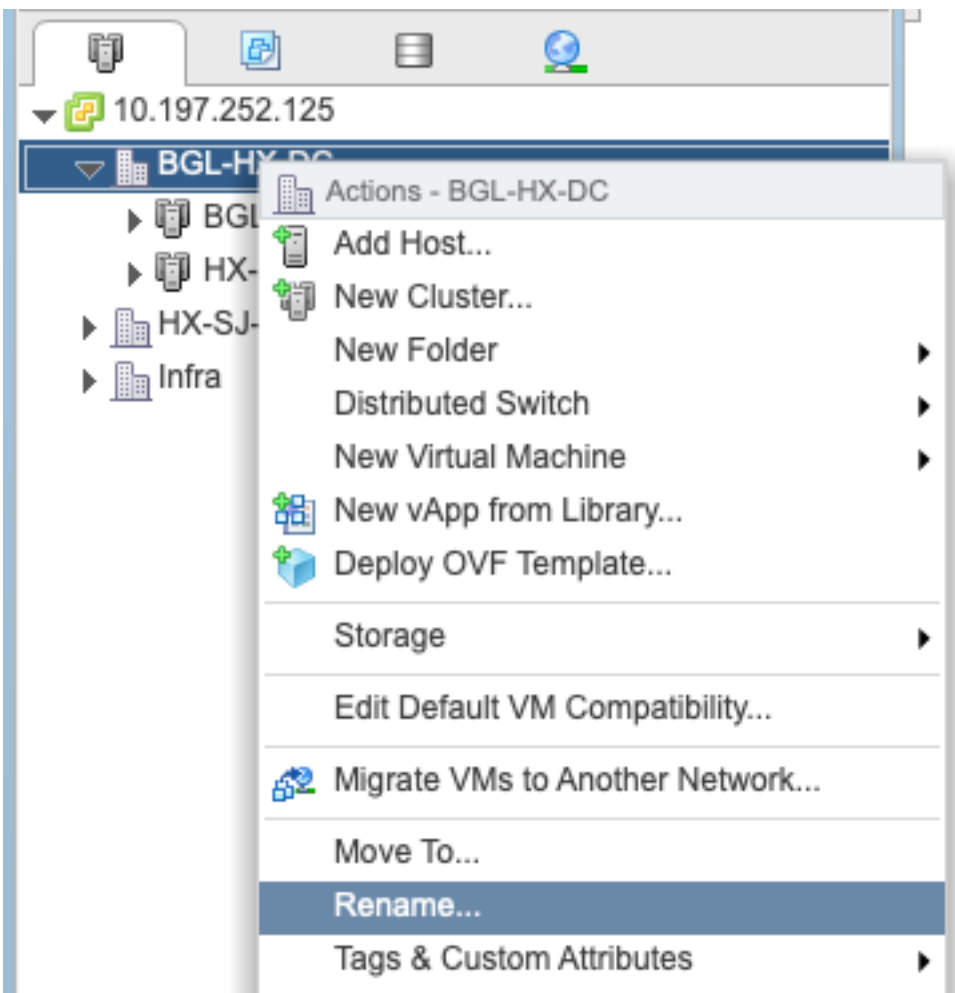 10.197.252.125
BGL-HX-DC
BGL
HX-
HX-SJ-
Infra
Actions - BGL-HX-DC
Add Host...
New Cluster...
New Folder
Distributed Switch
New Virtual Machine
New vApp from Library...
Deploy OVF Template...
Storage
Edit Default VM Compatibility...
Migrate VMs to Another Network...
Move To...
Rename...
Tags & Custom Attributes